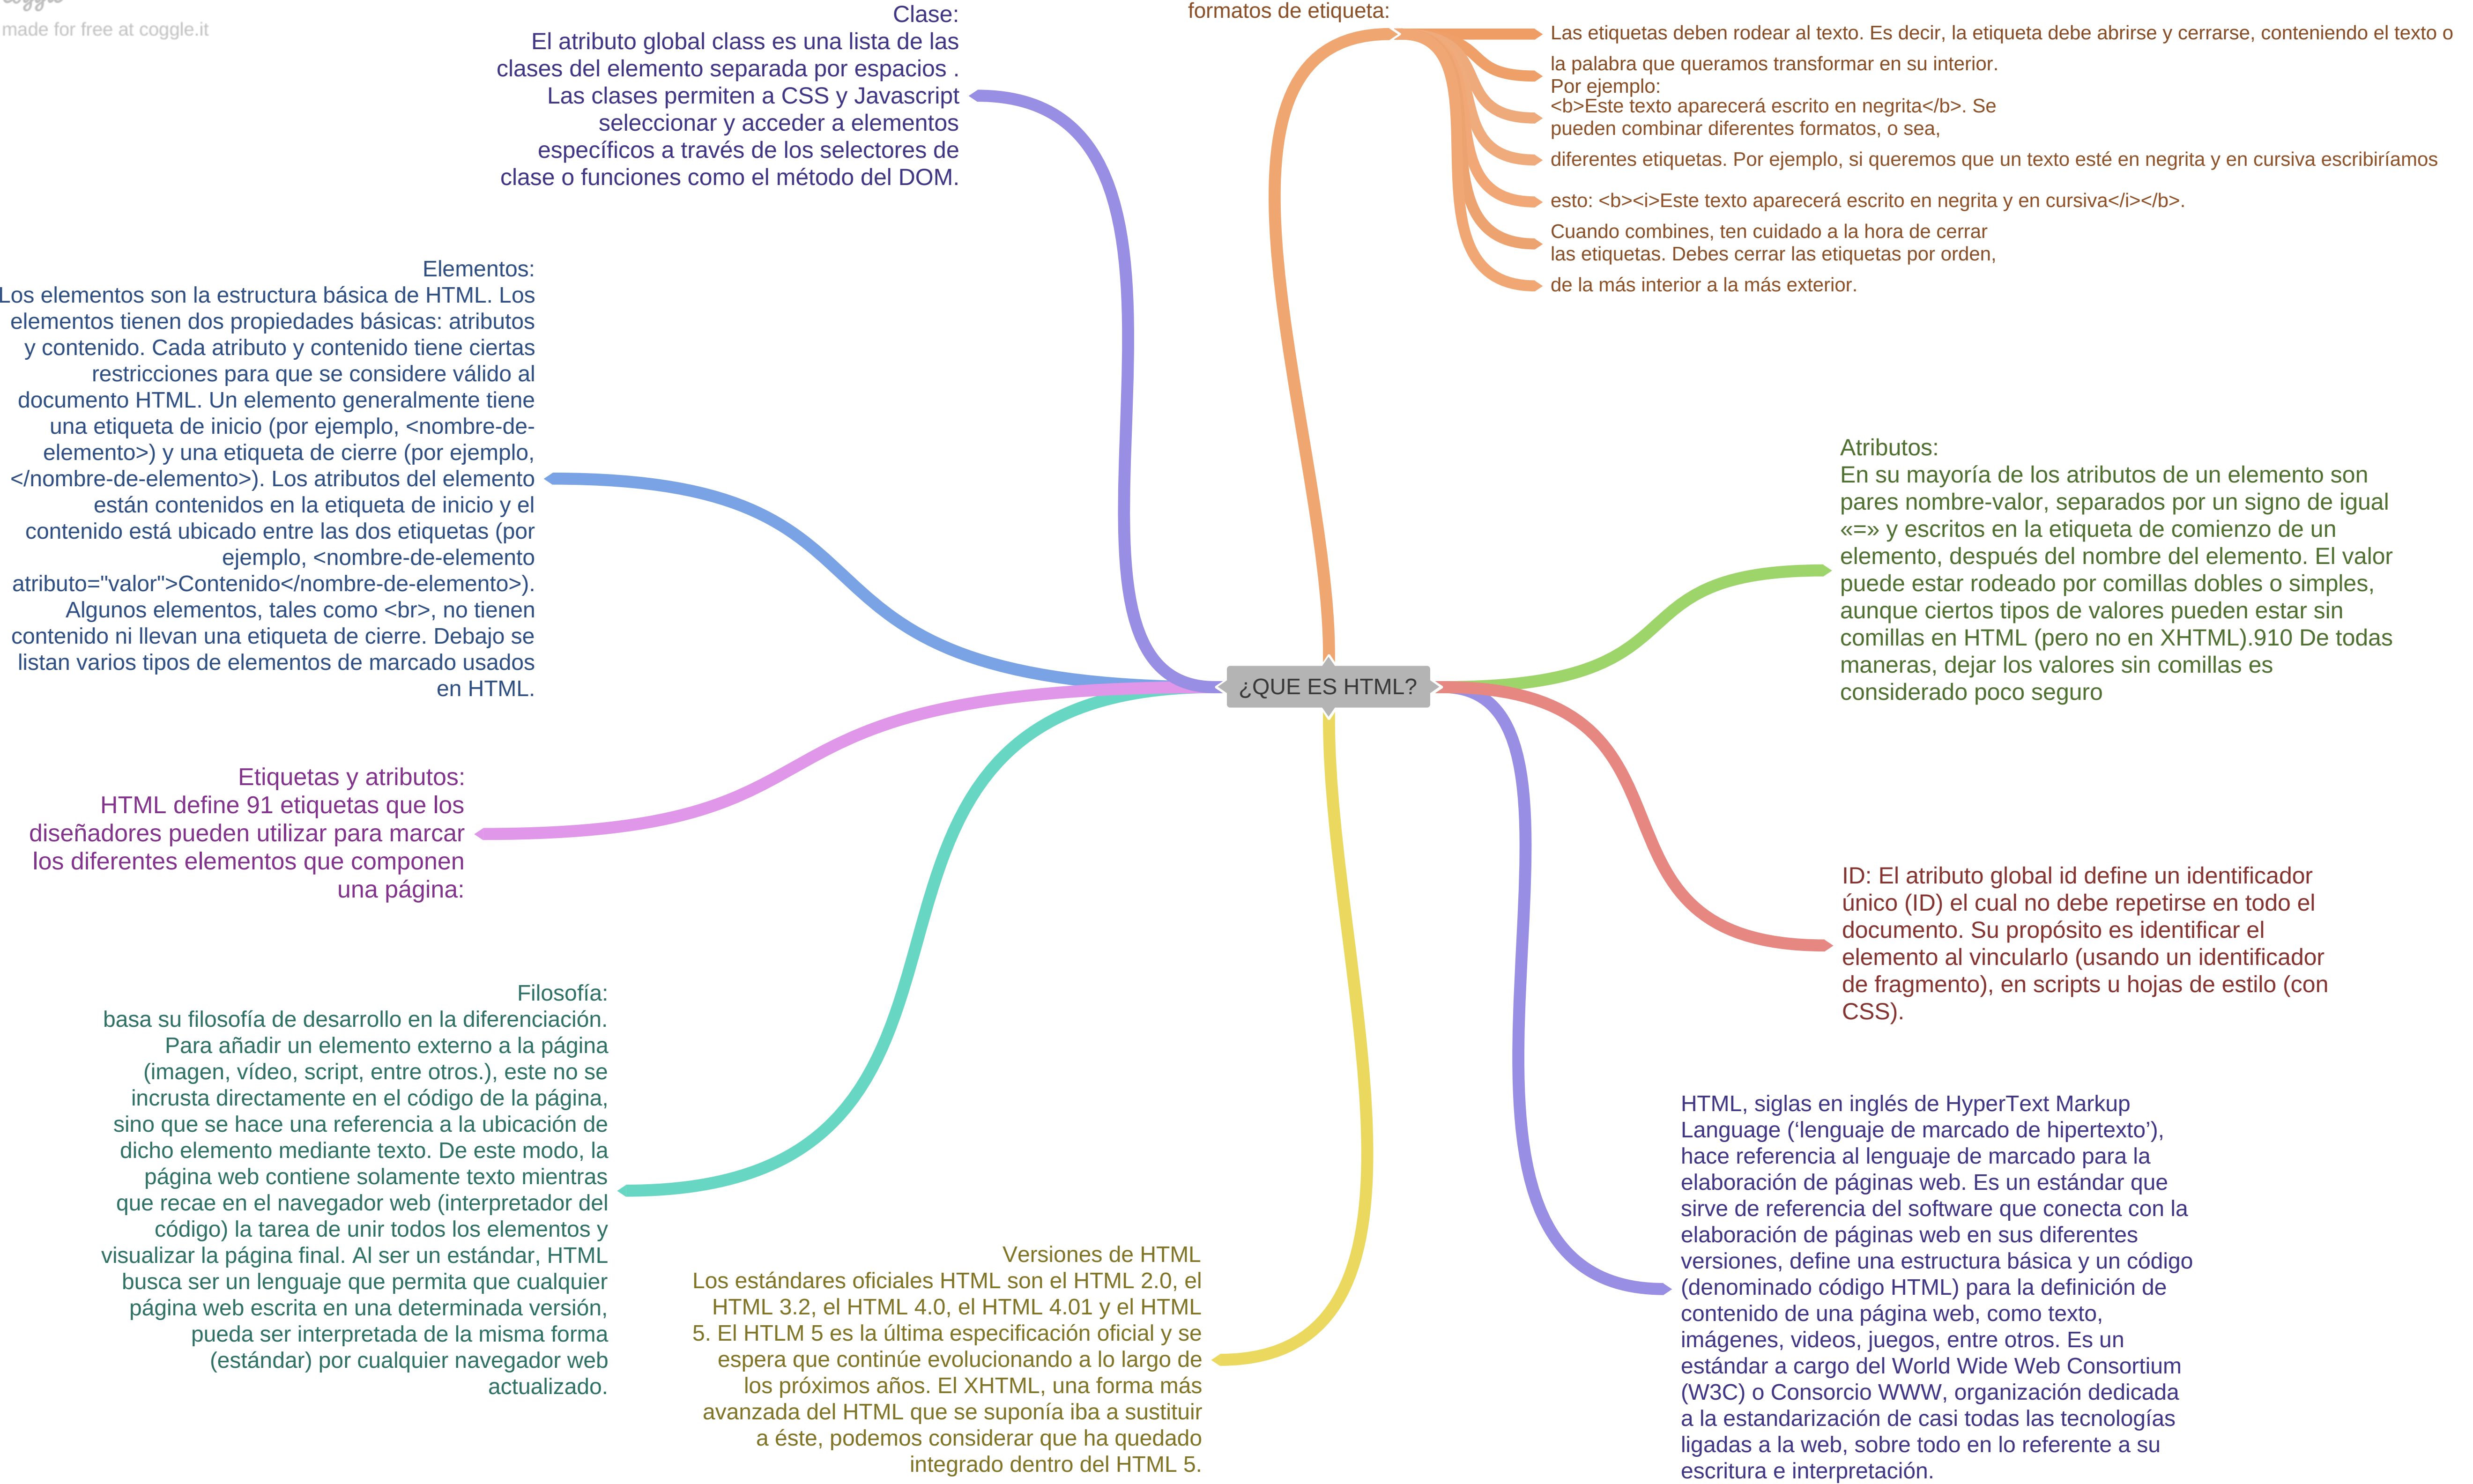 made for free at coggle.it
Clase:
El atributo global class es una lista de las
clases del elemento separada por espacios .
Las clases permiten a CSS y Javascript
seleccionar y acceder a elementos
específicos a través de los selectores de
clase o funciones como el método del DOM.
formatos de etiqueta:
Las etiquetas deben rodear al texto. Es decir, la etiqueta debe abrirse y cerrarse, conteniendo el texto o
la palabra que queramos transformar en su interior.
Por ejemplo:
<b>Este texto aparecerá escrito en negrita</b>. Se
pueden combinar diferentes formatos, o sea,
diferentes etiquetas. Por ejemplo, si queremos que un texto esté en negrita y en cursiva escribiríamos
esto: <b><i>Este texto aparecerá escrito en negrita y en cursiva</i></b>.
Cuando combines, ten cuidado a la hora de cerrar
las etiquetas. Debes cerrar las etiquetas por orden,
de la más interior a la más exterior.
Elementos:
Los elementos son la estructura básica de HTML. Los
elementos tienen dos propiedades básicas: atributos
y contenido. Cada atributo y contenido tiene ciertas
restricciones para que se considere válido al
documento HTML. Un elemento generalmente tiene
una etiqueta de inicio (por ejemplo, <nombre-de-
elemento>) y una etiqueta de cierre (por ejemplo,
</nombre-de-elemento>). Los atributos del elemento
están contenidos en la etiqueta de inicio y el
contenido está ubicado entre las dos etiquetas (por
ejemplo, <nombre-de-elemento
atributo="valor">Contenido</nombre-de-elemento>).
Algunos elementos, tales como <br>, no tienen
contenido ni llevan una etiqueta de cierre. Debajo se
listan varios tipos de elementos de marcado usados
en HTML.
Atributos:
En su mayoría de los atributos de un elemento son
pares nombre-valor, separados por un signo de igual
«=» y escritos en la etiqueta de comienzo de un
elemento, después del nombre del elemento. El valor
puede estar rodeado por comillas dobles o simples,
aunque ciertos tipos de valores pueden estar sin
comillas en HTML (pero no en XHTML).910 De todas
maneras, dejar los valores sin comillas es
considerado poco seguro
¿QUE ES HTML?
Etiquetas y atributos:
HTML define 91 etiquetas que los
diseñadores pueden utilizar para marcar
los diferentes elementos que componen
una página:
ID: El atributo global id define un identificador
único (ID) el cual no debe repetirse en todo el
documento. Su propósito es identificar el
elemento al vincularlo (usando un identificador
de fragmento), en scripts u hojas de estilo (con
CSS).
Filosofía:
basa su filosofía de desarrollo en la diferenciación.
Para añadir un elemento externo a la página
(imagen, vídeo, script, entre otros.), este no se
incrusta directamente en el código de la página,
sino que se hace una referencia a la ubicación de
dicho elemento mediante texto. De este modo, la
página web contiene solamente texto mientras
que recae en el navegador web (interpretador del
código) la tarea de unir todos los elementos y
visualizar la página final. Al ser un estándar, HTML
busca ser un lenguaje que permita que cualquier
página web escrita en una determinada versión,
pueda ser interpretada de la misma forma
(estándar) por cualquier navegador web
actualizado.
Versiones de HTML
Los estándares oficiales HTML son el HTML 2.0, el
HTML 3.2, el HTML 4.0, el HTML 4.01 y el HTML
5. El HTLM 5 es la última especificación oficial y se
espera que continúe evolucionando a lo largo de
los próximos años. El XHTML, una forma más
avanzada del HTML que se suponía iba a sustituir
a éste, podemos considerar que ha quedado
integrado dentro del HTML 5.
HTML, siglas en inglés de HyperText Markup
Language (‘lenguaje de marcado de hipertexto’),
hace referencia al lenguaje de marcado para la
elaboración de páginas web. Es un estándar que
sirve de referencia del software que conecta con la
elaboración de páginas web en sus diferentes
versiones, define una estructura básica y un código
(denominado código HTML) para la definición de
contenido de una página web, como texto,
imágenes, videos, juegos, entre otros. Es un
estándar a cargo del World Wide Web Consortium
(W3C) o Consorcio WWW, organización dedicada
a la estandarización de casi todas las tecnologías
ligadas a la web, sobre todo en lo referente a su
escritura e interpretación.